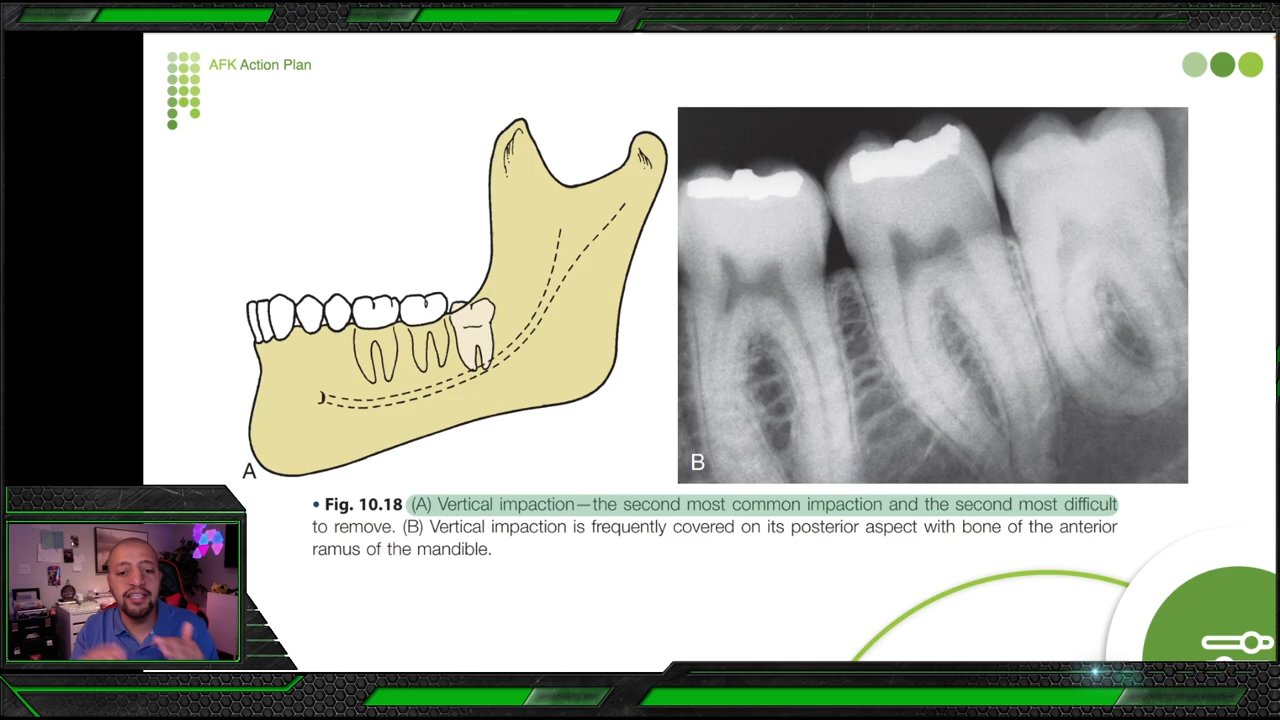 AFK Action Plan
A
B
• Fig. 10.18 (A) Vertical impaction—the second most common impaction and the second most difficult
to remove. (B) Vertical impaction is frequently covered on its posterior aspect with bone of the anterior
ramus of the mandible.